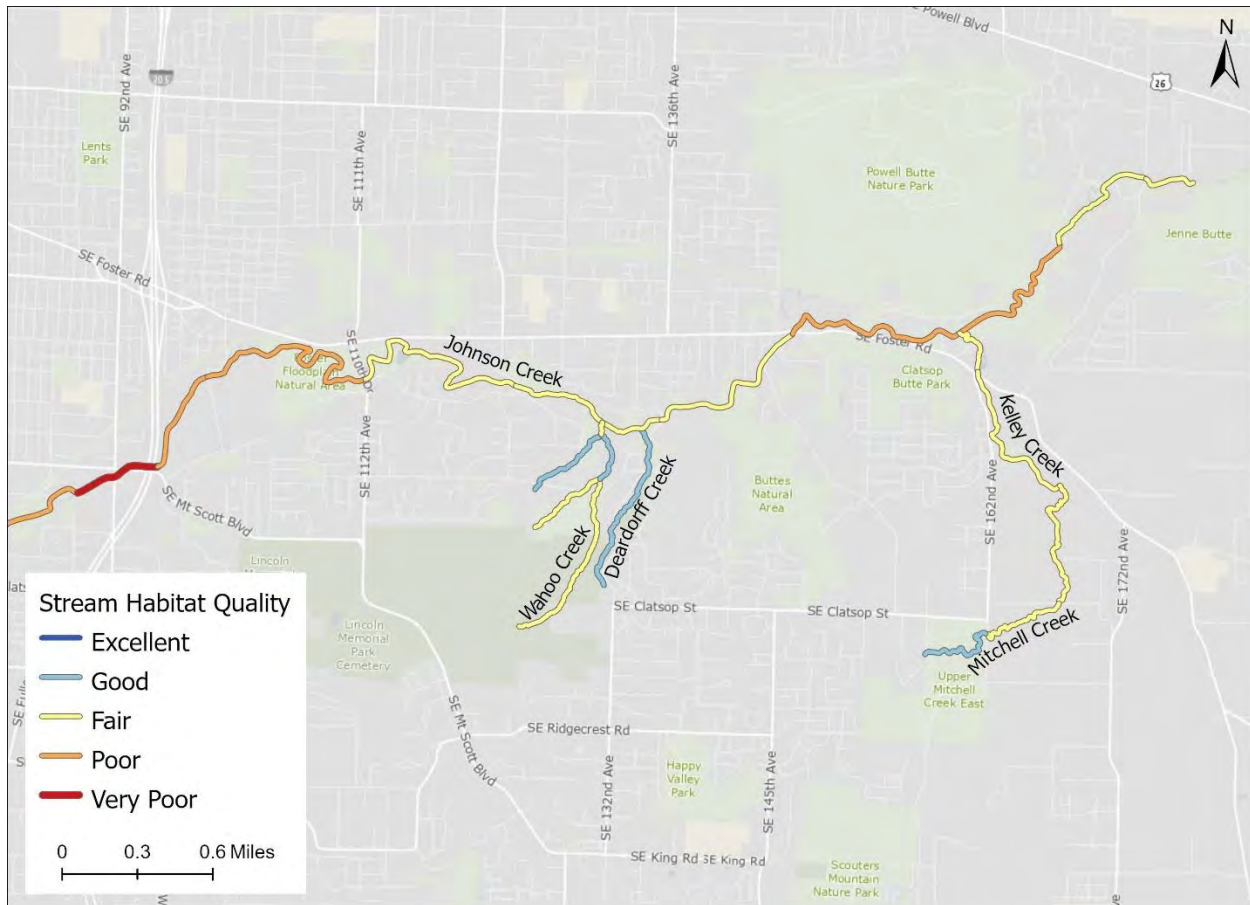 SE Powell Blvd
N
26
205
SE 92nd Ave
SE 136th Ave
Lents
Park
SE 111th Ave
Powell Butte
Nature Park
Jenne Butte
SE Foster Rd
SE 110th Dr
Floodplain
Natural Area
Johnson Creek
SE Foster Rd
Clatsop
Butte Park
Kelley Creek
SE 112th Ave
Buttes
Natural
Area
SE 162nd Ave
SE Mt Scott Blvd
Deardorff Creek
Wahoo Creek
SE 172nd Ave
Lincoln
SE Clatsop St
SE Clatsop St
Mitchell Creek
Lincoln
Memorial
Park
Cemetery
Upper
Mitchell
Creek East
SE Mt Scott Blvd
SE Ridgecrest Rd
Happy
Valley
Park
SE 132nd Ave
SE 145th Ave
SE King Rd
SE King Rd
Scouters
Mountain
Nature Park
Stream Habitat Quality
Excellent
Good
Fair
Poor
Very Poor
0 0.3 0.6 Miles